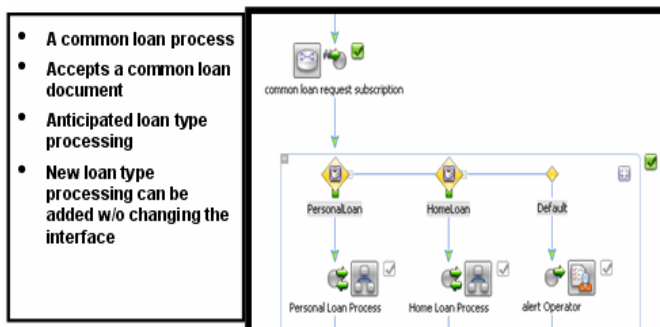 • A common loan process
• Accepts a common loan
document
• Anticipated loan type
processing
• New loan type
processing can be
added w/o changing the
interface
common loan request subscription
PersonalLoan
HomeLoan
Default
Personal Loan Process
Home Loan Process
alert Operator